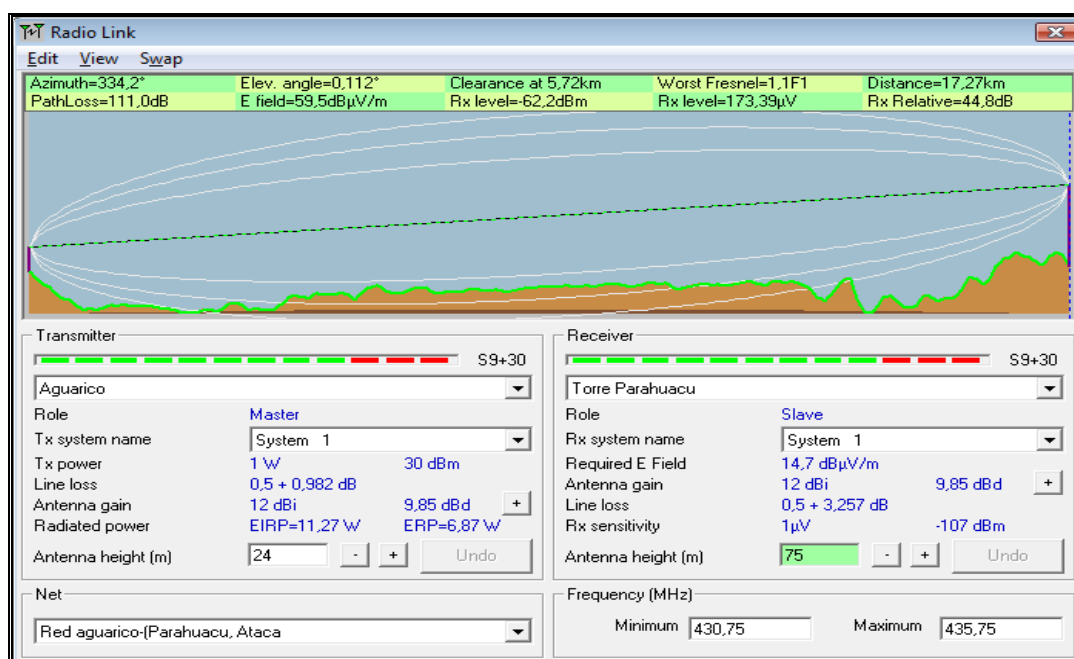 Radio Link
Edit View Swap
Azimuth=334,2° Elev. angle=0,112° Clearance at 5,72km Worst Fresnel=1,1F1 Distance=17,27km
PathLoss=111,0dB E field=59,5dBµV/m Rx level=-62,2dBm Rx level=173,39µV Rx Relative=44,8dB
Transmitter
S9+30
Aguarico
Role Master
Tx system name System 1
Tx power 1 W 30 dBm
Line loss 0,5 + 0,982 dB
Antenna gain 12 dBi 9,85 dBd +
Radiated power EIRP=11,27 W ERP=6,87 W
Antenna height (m) 24 - + Undo
Receiver
S9+30
Torre Parahuacu
Role Slave
Rx system name System 1
Required E Field 14,7 dBµV/m
Antenna gain 12 dBi 9,85 dBd +
Line loss 0,5 + 3,257 dB
Rx sensitivity 1µV -107 dBm
Antenna height (m) 75 - + Undo
Net
Red aguarico-(Parahuacu, Ataca
Frequency (MHz)
Minimum 430,75 Maximum 435,75